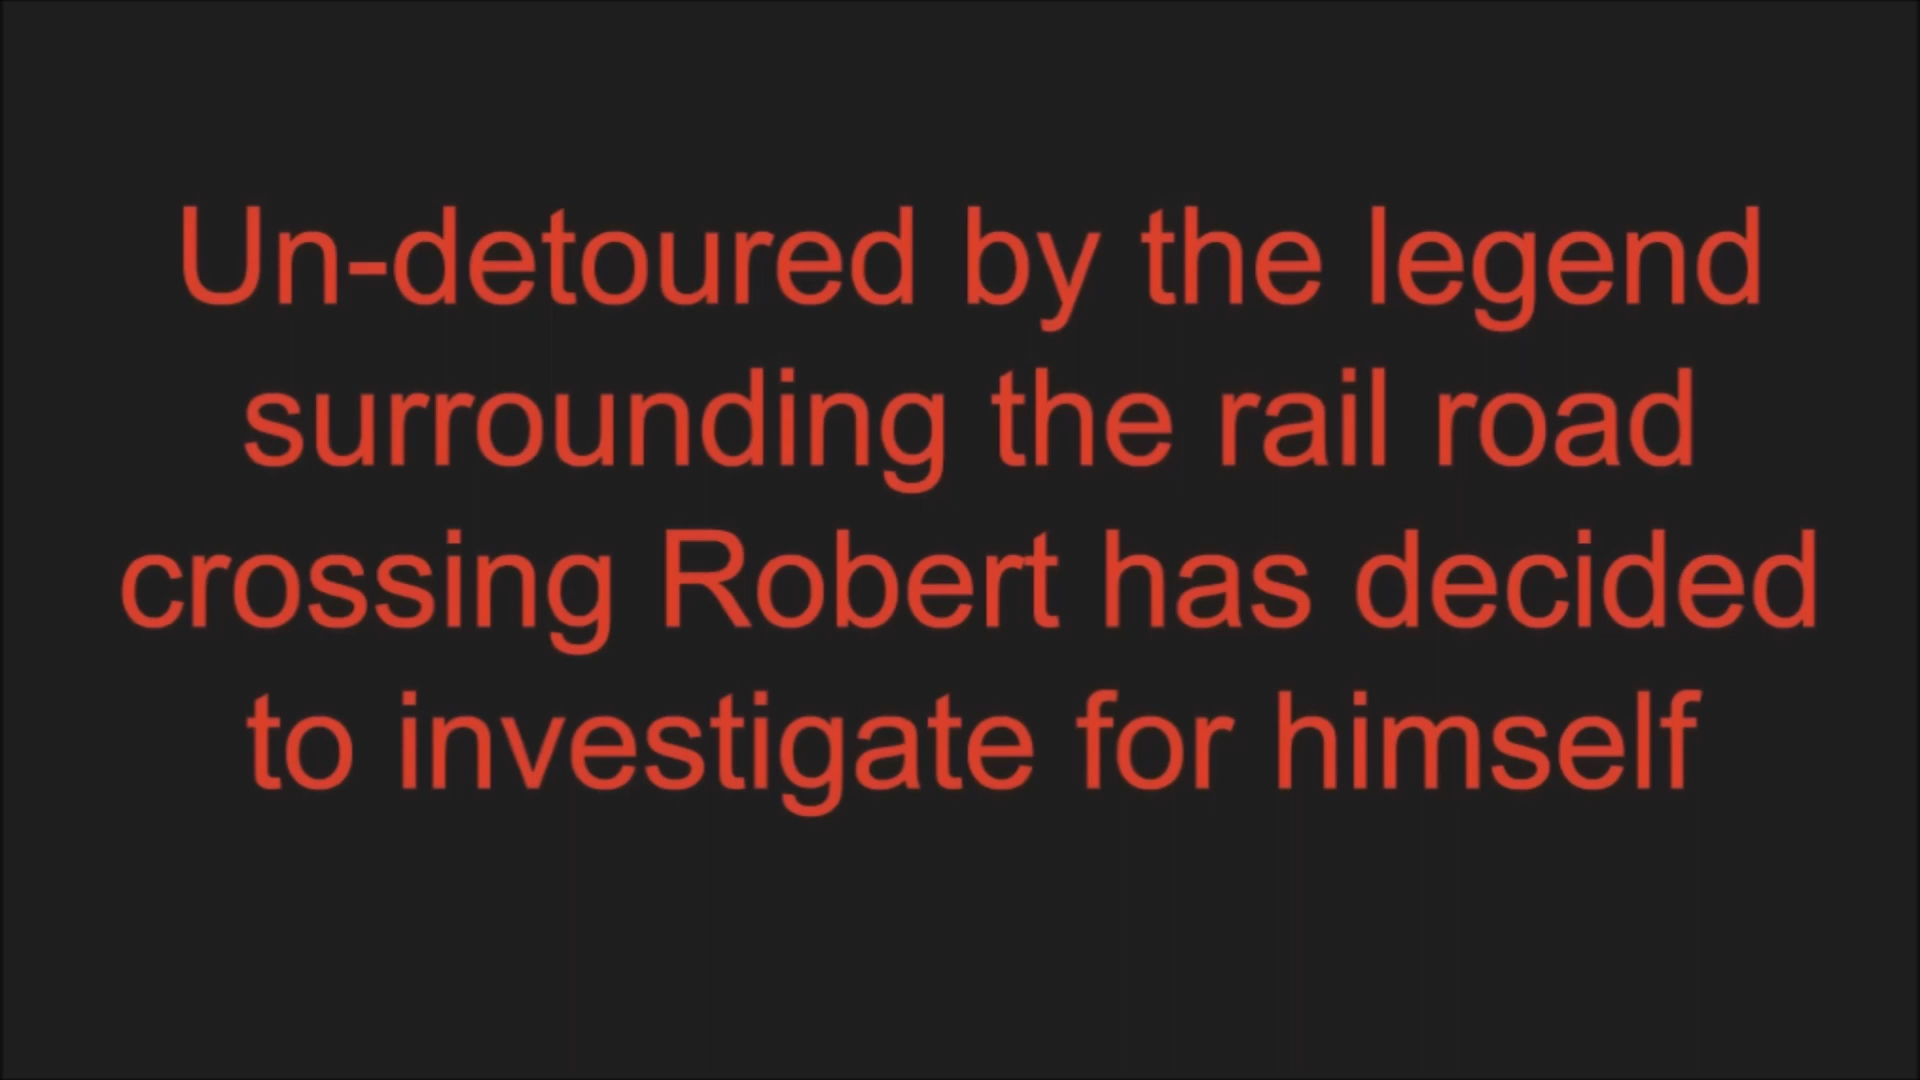 Un-detoured by the legend
surrounding the rail road
crossing Robert has decided
to investigate for himself